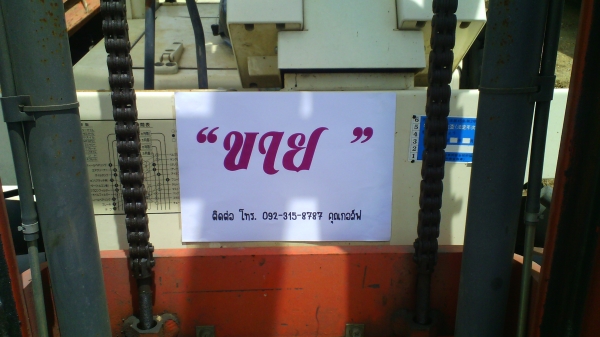 “ขาย ”
ติดต่อ โทร. 092-315-8787 คุณกอล์ฟ
654321